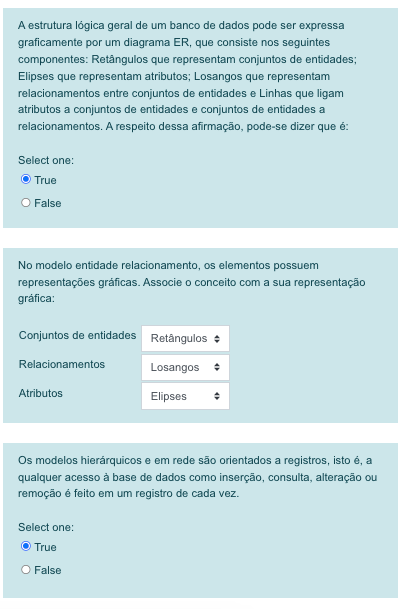 A estrutura lógica geral de um banco de dados pode ser expressa
graficamente por um diagrama ER, que consiste nos seguintes
componentes: Retângulos que representam conjuntos de entidades;
Elipses que representam atributos; Losangos que representam
relacionamentos entre conjuntos de entidades e Linhas que ligam
atributos a conjuntos de entidades e conjuntos de entidades a
relacionamentos. A respeito dessa afirmação, pode-se dizer que é:
Select one:
True
False
No modelo entidade relacionamento, os elementos possuem
representações gráficas. Associe o conceito com a sua representação
gráfica:
Conjuntos de entidades Retângulos
Relacionamentos Losangos
Atributos Elipses
Os modelos hierárquicos e em rede são orientados a registros, isto é, a
qualquer acesso à base de dados como inserção, consulta, alteração ou
remoção é feito em um registro de cada vez.
Select one:
True
False